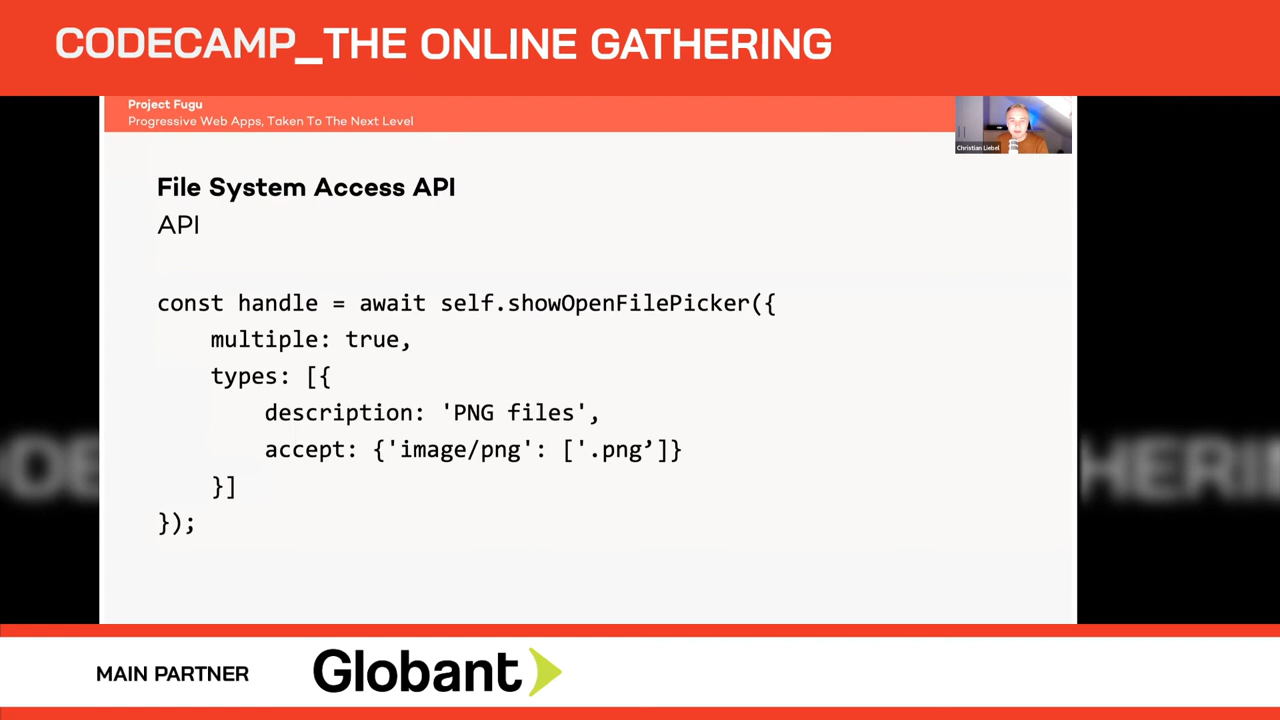 CODECAMP_THE ONLINE GATHERING
Project Fugu
Progressive Web Apps, Taken To The Next Level
Christian Liebel
File System Access API
API
const handle = await self.showOpenFilePicker({
multiple: true,
types: [{
description: 'PNG files',
accept: {'image/png': ['.png’]}
}]
});
MAIN PARTNER
Globant